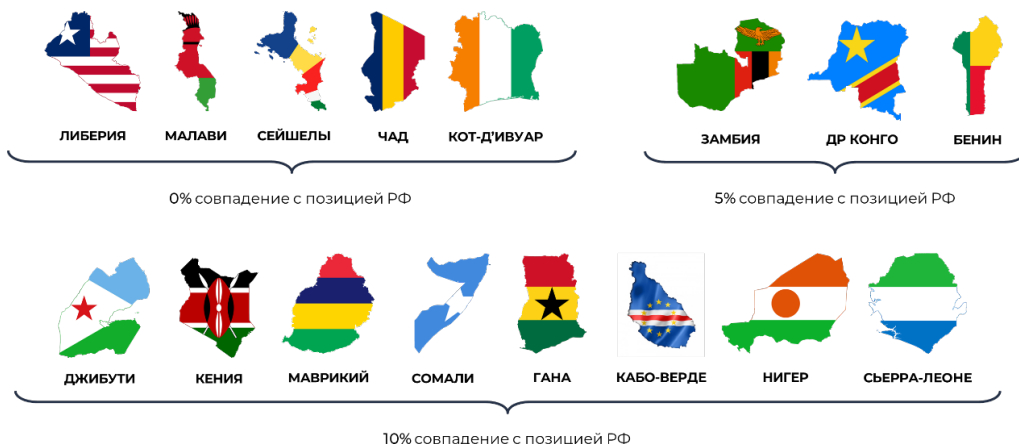 ЛИБЕРИЯ МАЛАВИ СЕЙШЕЛЫ ЧАД КОТ-Д'ИВУАР ЗАМБИЯ ДР КОНГО БЕНИН
0% совпадение с позицией РФ 5% совпадение с позицией РФ
ДЖИБУТИ КЕНИЯ МАВРИКИЙ СОМАЛИ ГАНА КАБО-ВЕРДЕ НИГЕР СЬЕРРА-ЛЕОНЕ
10% совпадение с позицией РФ